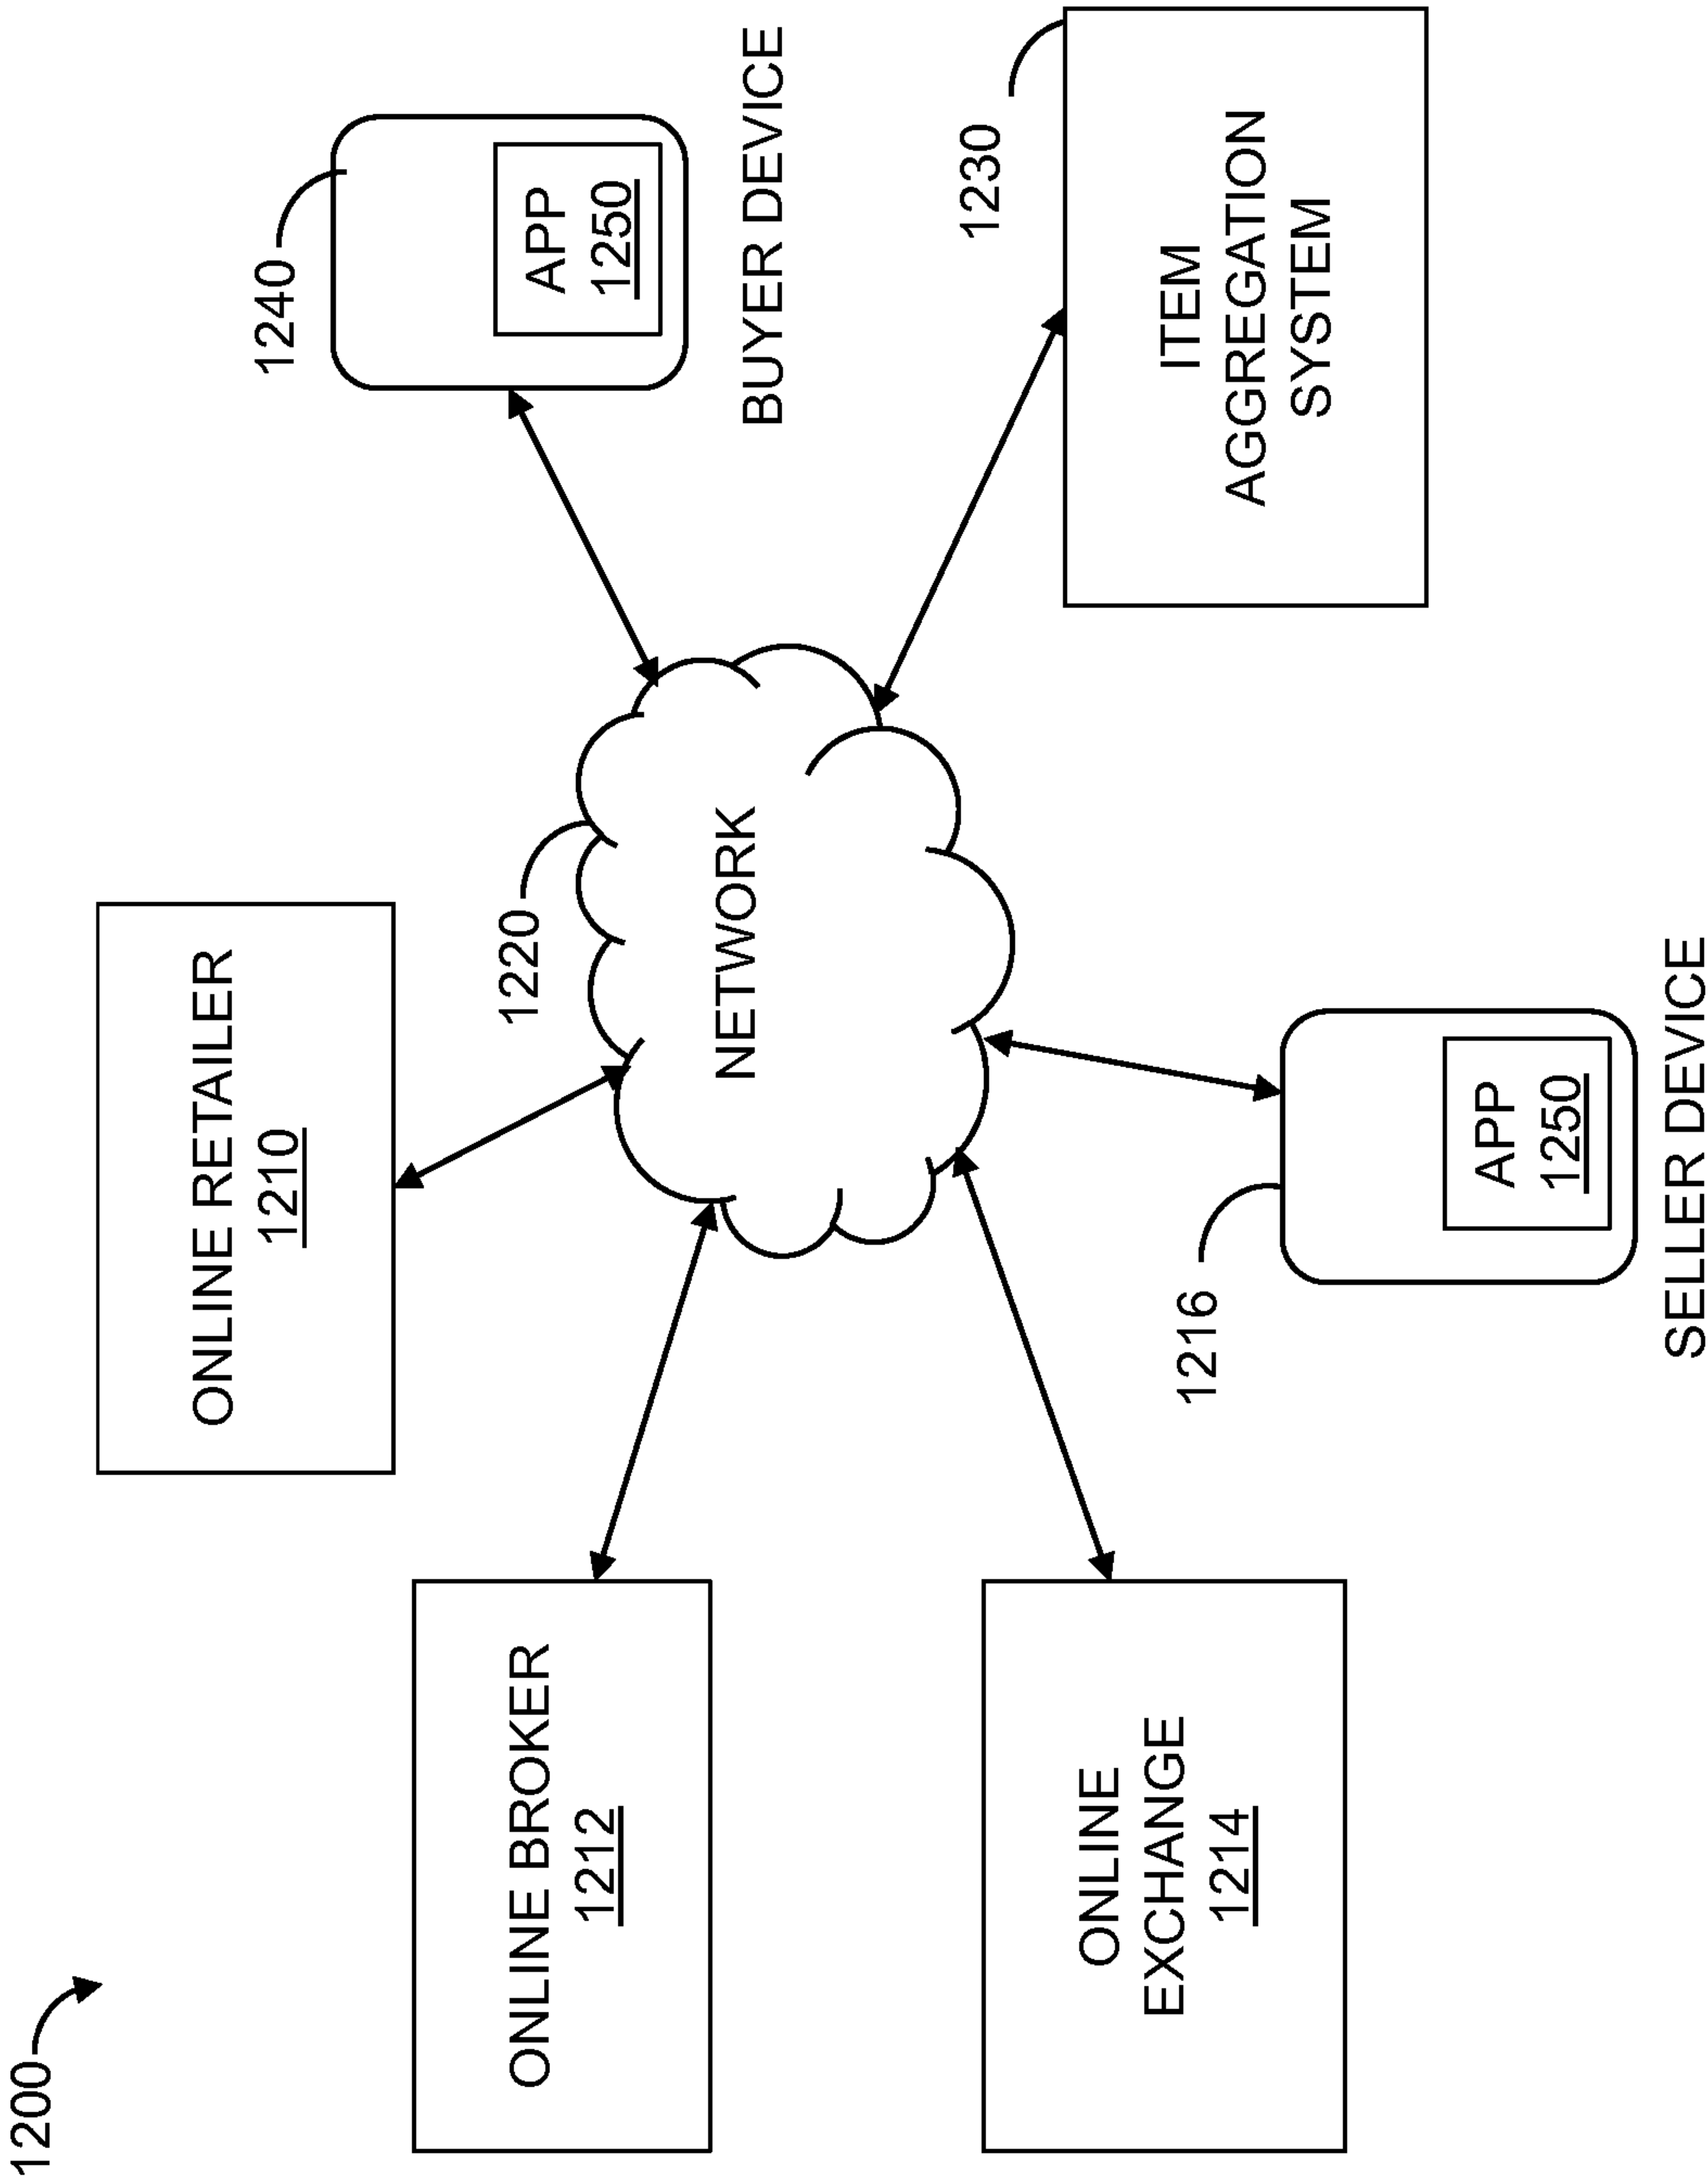 1200
ONLINE RETAILER
1210
ONLINE BROKER
1212
1220
NETWORK
1240
APP
1250
BUYER DEVICE
ONLINE
EXCHANGE
1214
1216
APP
1250
SELLER DEVICE
1230
ITEM
AGGREGATION
SYSTEM